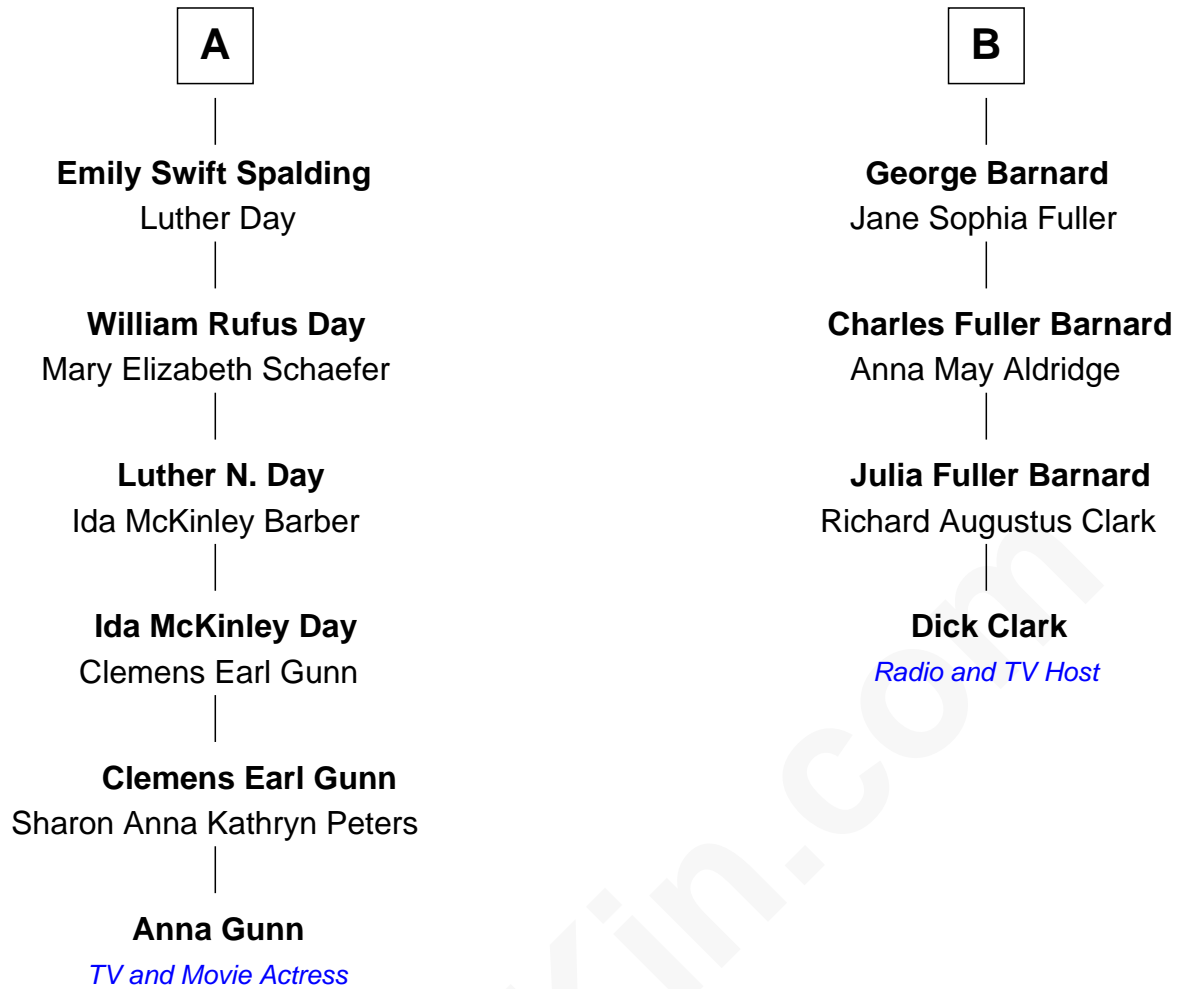 A
Emily Swift Spalding
Luther Day
William Rufus Day
Mary Elizabeth Schaefer
Luther N. Day
Ida McKinley Barber
Ida McKinley Day
Clemens Earl Gunn
Clemens Earl Gunn
Sharon Anna Kathryn Peters
Anna Gunn
TV and Movie Actress
B
George Barnard
Jane Sophia Fuller
Charles Fuller Barnard
Anna May Aldridge
Julia Fuller Barnard
Richard Augustus Clark
Dick Clark
Radio and TV Host